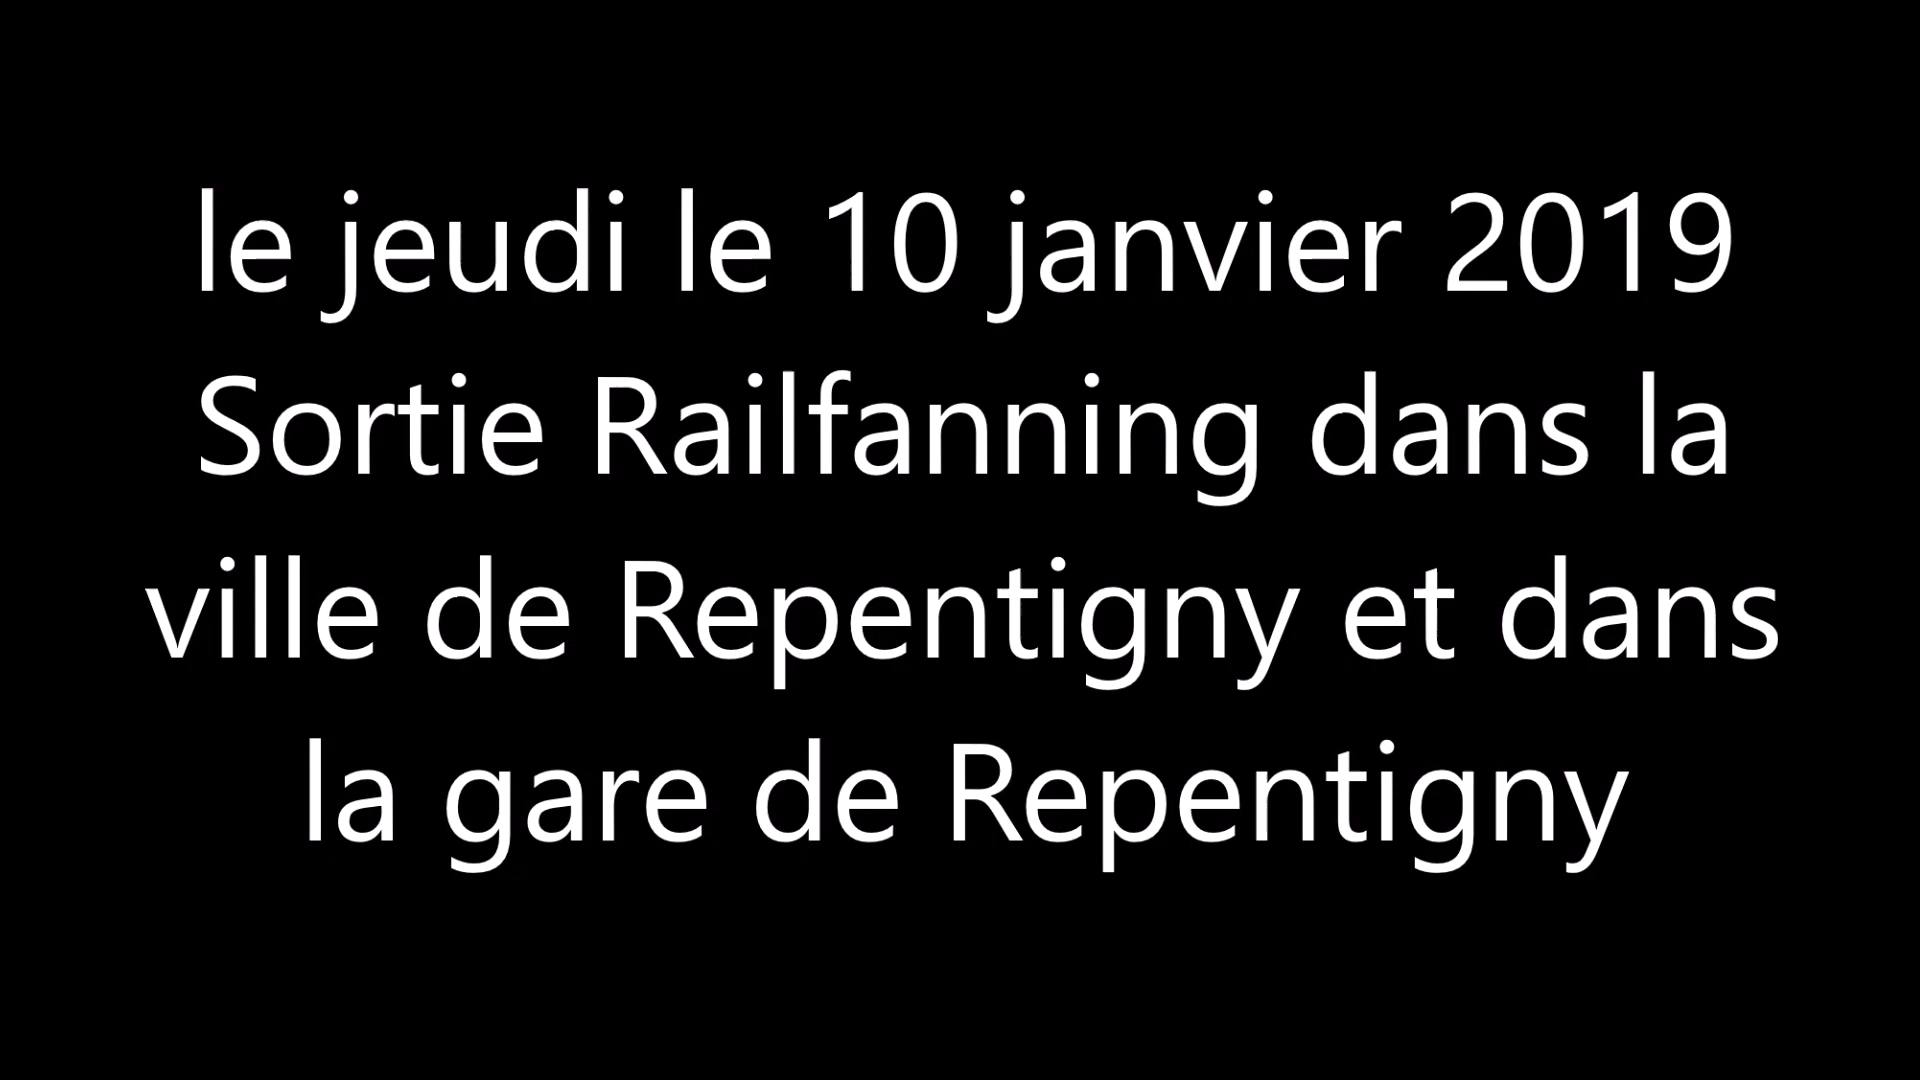 le jeudi le 10 janvier 2019
Sortie Railfanning dans la
ville de Repentigny et dans
la gare de Repentigny